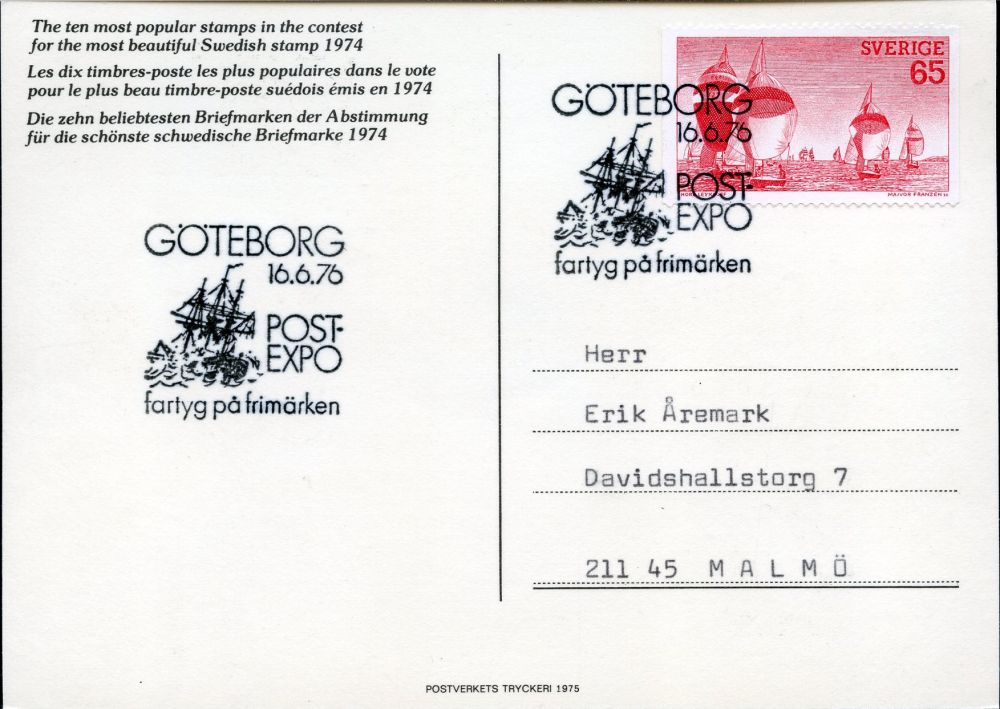 The ten most popular stamps in the contest
for the most beautiful Swedish stamp 1974
Les dix timbres-poste les plus populaires dans le vote
pour le plus beau timbre-poste suédois émis en 1974
Die zehn beliebtesten Briefmarken der Abstimmung
für die schönste schwedische Briefmarke 1974
GÖTEBORG
16.6.76
POST-
EXPO
fartyg på frimärken
SVERIGE
65
MAJVOR FRANZÉN
GÖTEBORG
16.6.76
POST-
EXPO
fartyg på frimärken
Herr
Erik Åremark
Davidshallstorg 7
211 45 M A L M Ö
POSTVERKETS TRYCKERI 1975